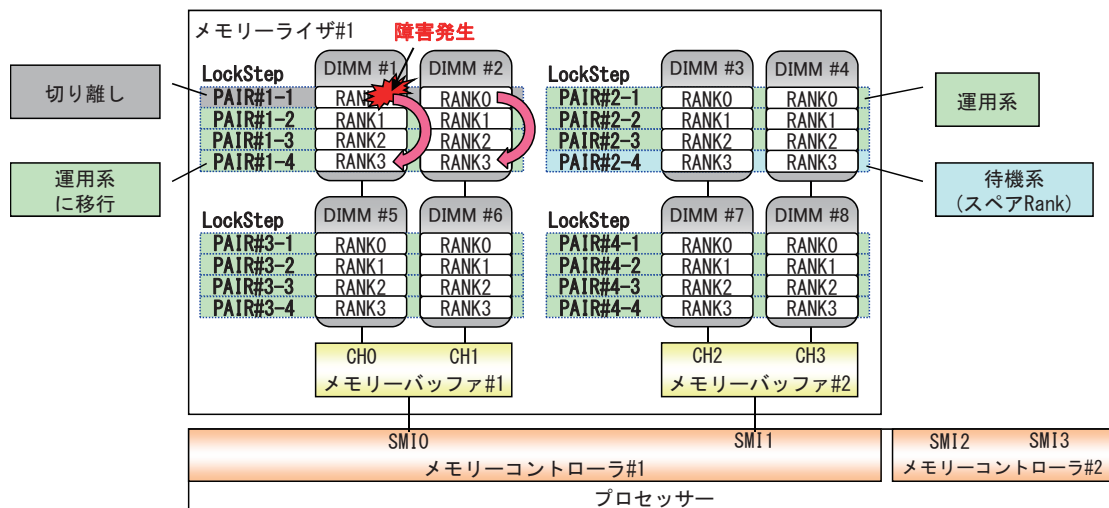 メモリーライザ#1
障害発生
切り離し
運用系
に移行
LockStep
PAIR#1-1
PAIR#1-2
PAIR#1-3
PAIR#1-4
DIMM #1
RANK1
RANK2
RANK3
DIMM #2
RANK0
RANK1
RANK2
RANK3
LockStep
PAIR#2-1
PAIR#2-2
PAIR#2-3
PAIR#2-4
DIMM #3
RANK0
RANK1
RANK2
RANK3
DIMM #4
RANK0
RANK1
RANK2
RANK3
運用系
待機系
(スペアRank)
LockStep
PAIR#3-1
PAIR#3-2
PAIR#3-3
PAIR#3-4
DIMM #5
RANK0
RANK1
RANK2
RANK3
DIMM #6
RANK0
RANK1
RANK2
RANK3
LockStep
PAIR#4-1
PAIR#4-2
PAIR#4-3
PAIR#4-4
DIMM #7
RANK0
RANK1
RANK2
RANK3
DIMM #8
RANK0
RANK1
RANK2
RANK3
CH0 CH1
メモリーバッファ#1
CH2 CH3
メモリーバッファ#2
SMI0 SMI1
メモリーコントローラ#1
SMI2 SMI3
メモリーコントローラ#2
プロセッサー